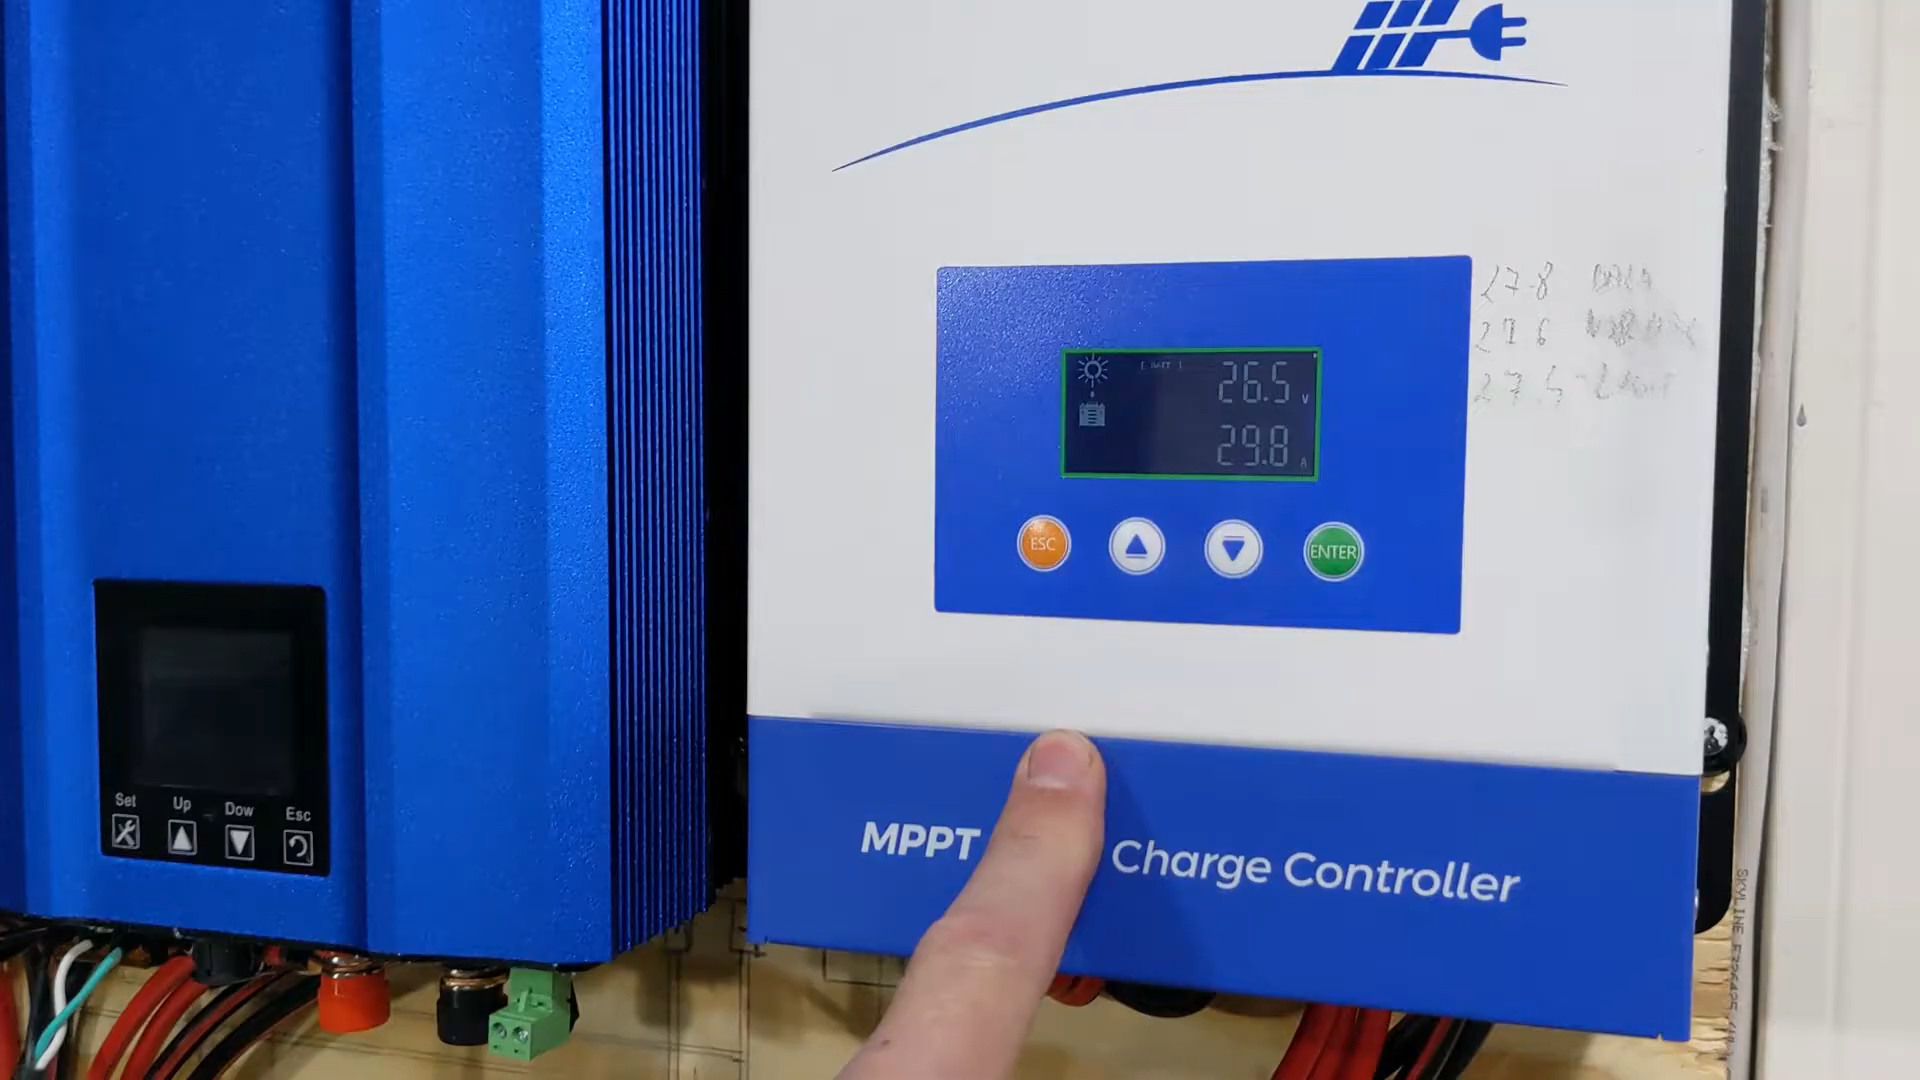 26.5 V
29.8 A
27.8
27.6
27.5
ESC
ENTER
Set Up Dow Esc
MPPT Charge Controller
SKYLINE